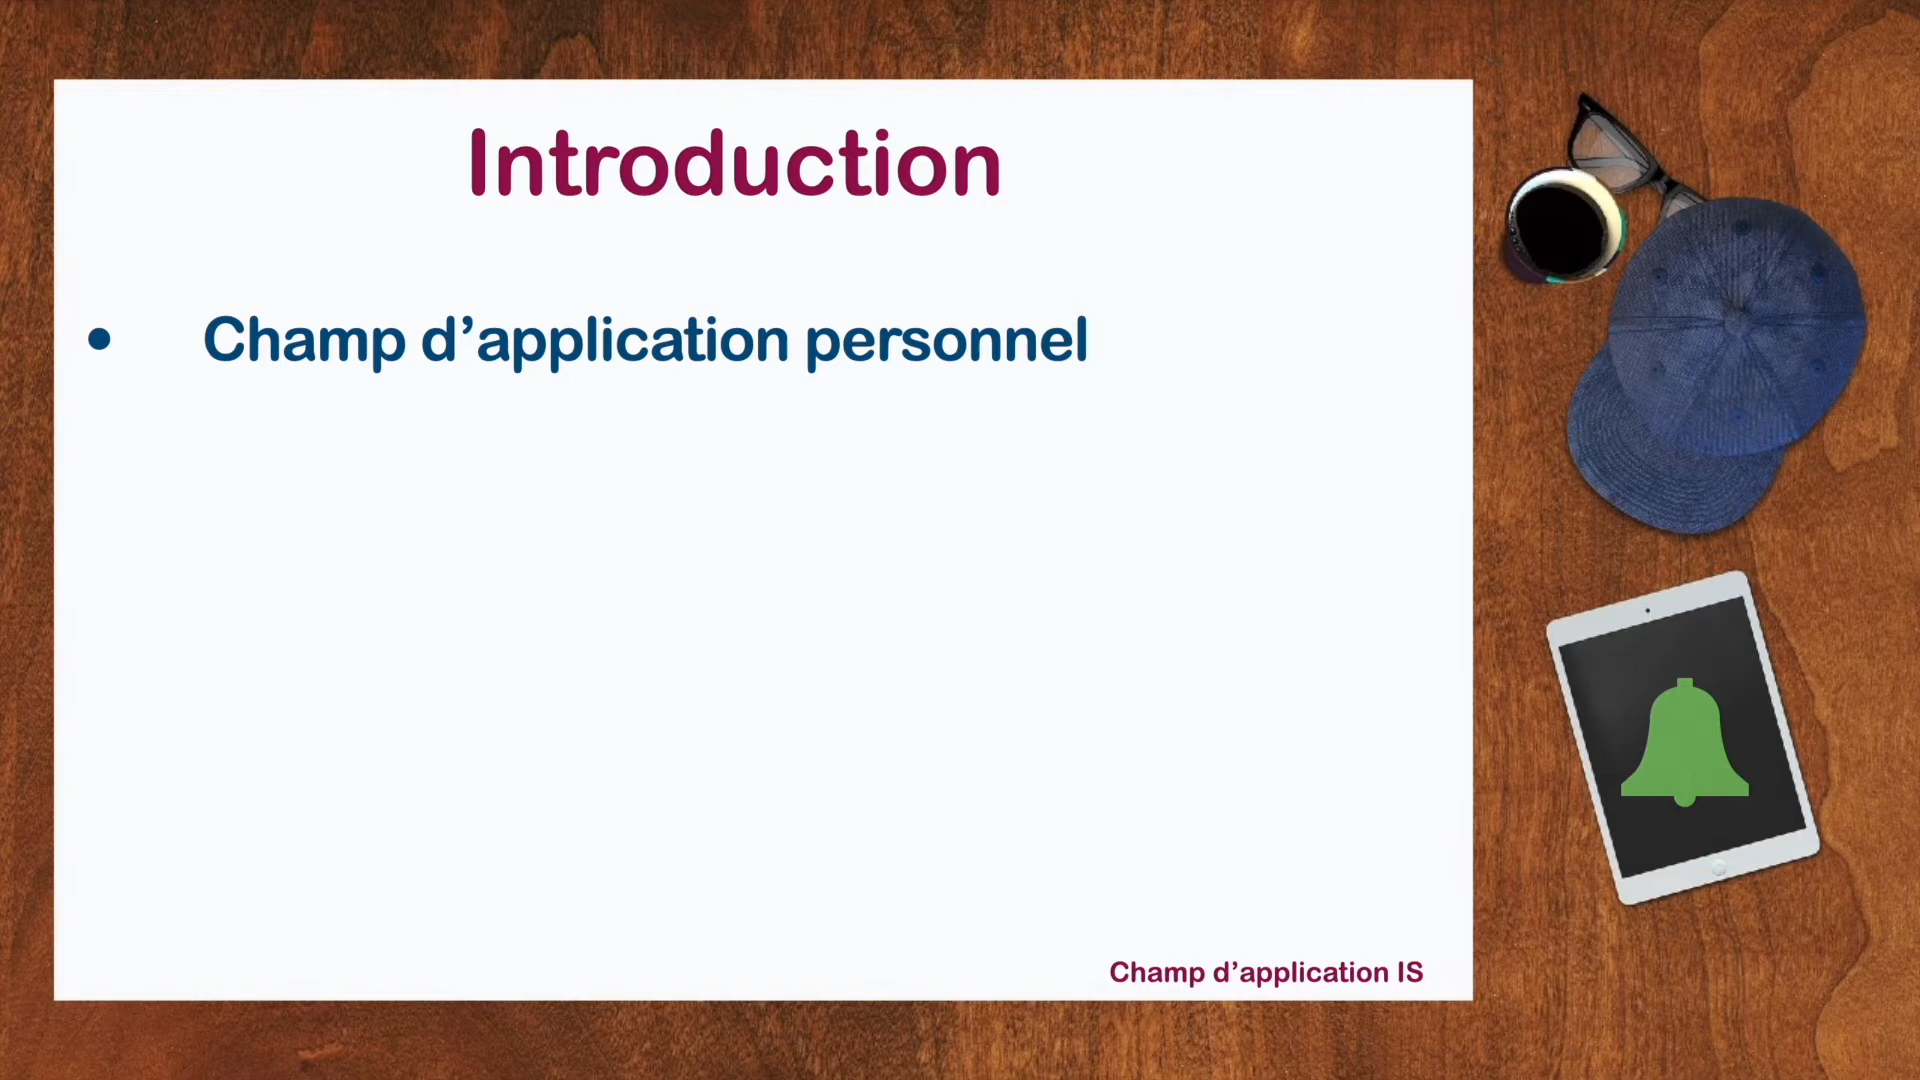 Introduction
• Champ d’application personnel
Champ d’application IS